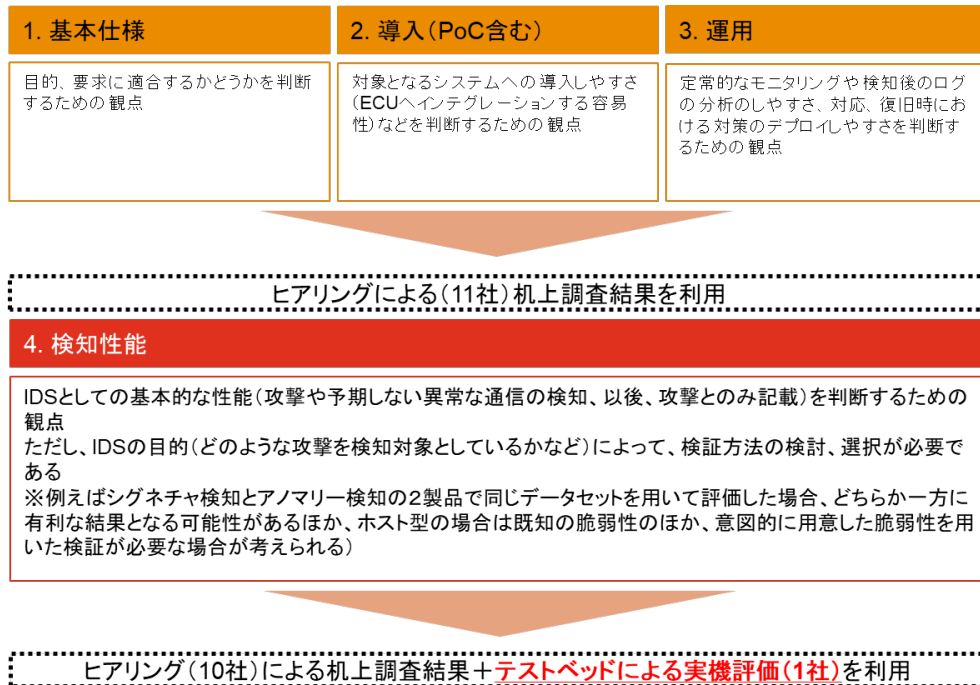 1. 基本仕様
目的、要求に適合するかどうかを判断
するための観点
2. 導入(PoC含む)
対象となるシステムへの導入しやすさ
(ECUへインテグレーションする容易
性)などを判断するための観点
3. 運用
定常的なモニタリングや検知後のログ
の分析のしやすさ、対応、復旧時にお
ける対策のデプロイしやすさを判断す
るための観点
ヒアリングによる(11社)机上調査結果を利用
4. 検知性能
IDSとしての基本的な性能(攻撃や予期しない異常な通信の検知、以後、攻撃とのみ記載)を判断するための
観点
ただし、IDSの目的(どのような攻撃を検知対象としているかなど)によって、検証方法の検討、選択が必要で
ある
※例えばシグネチャ検知とアノマリー検知の2製品で同じデータセットを用いて評価した場合、どちらか一方に
有利な結果となる可能性があるほか、ホスト型の場合は既知の脆弱性のほか、意図的に用意した脆弱性を用
いた検証が必要な場合が考えられる)
ヒアリング(10社)による机上調査結果+テストベッドによる実機評価(1社)を利用